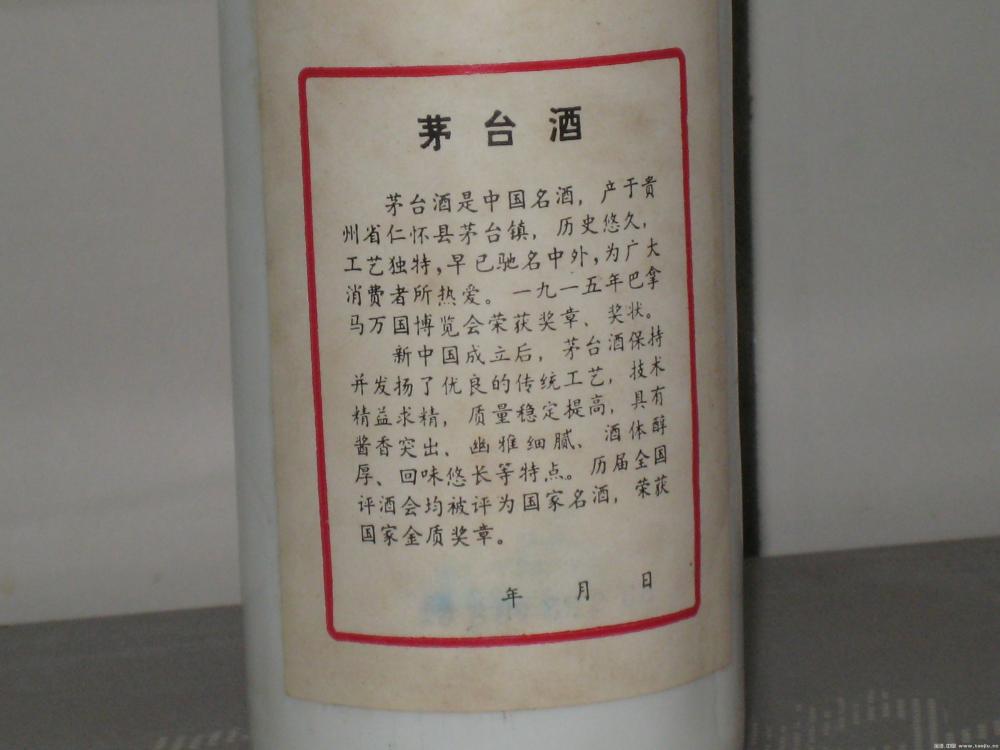 茅台酒
茅台酒是中国名酒，产于贵
州省仁怀县茅台镇，历史悠久，
工艺独特，早已驰名中外，为广大
消费者所热爱。一九一五年巴拿
马万国博览会荣获奖章、奖状。
新中国成立后，茅台酒保持
并发扬了优良的传统工艺，技术
精益求精，质量稳定提高，具有
酱香突出、幽雅细腻、酒体醇
厚、回味悠长等特点。历届全国
评酒会均被评为国家名酒，荣获
国家金质奖章。
年 月 日